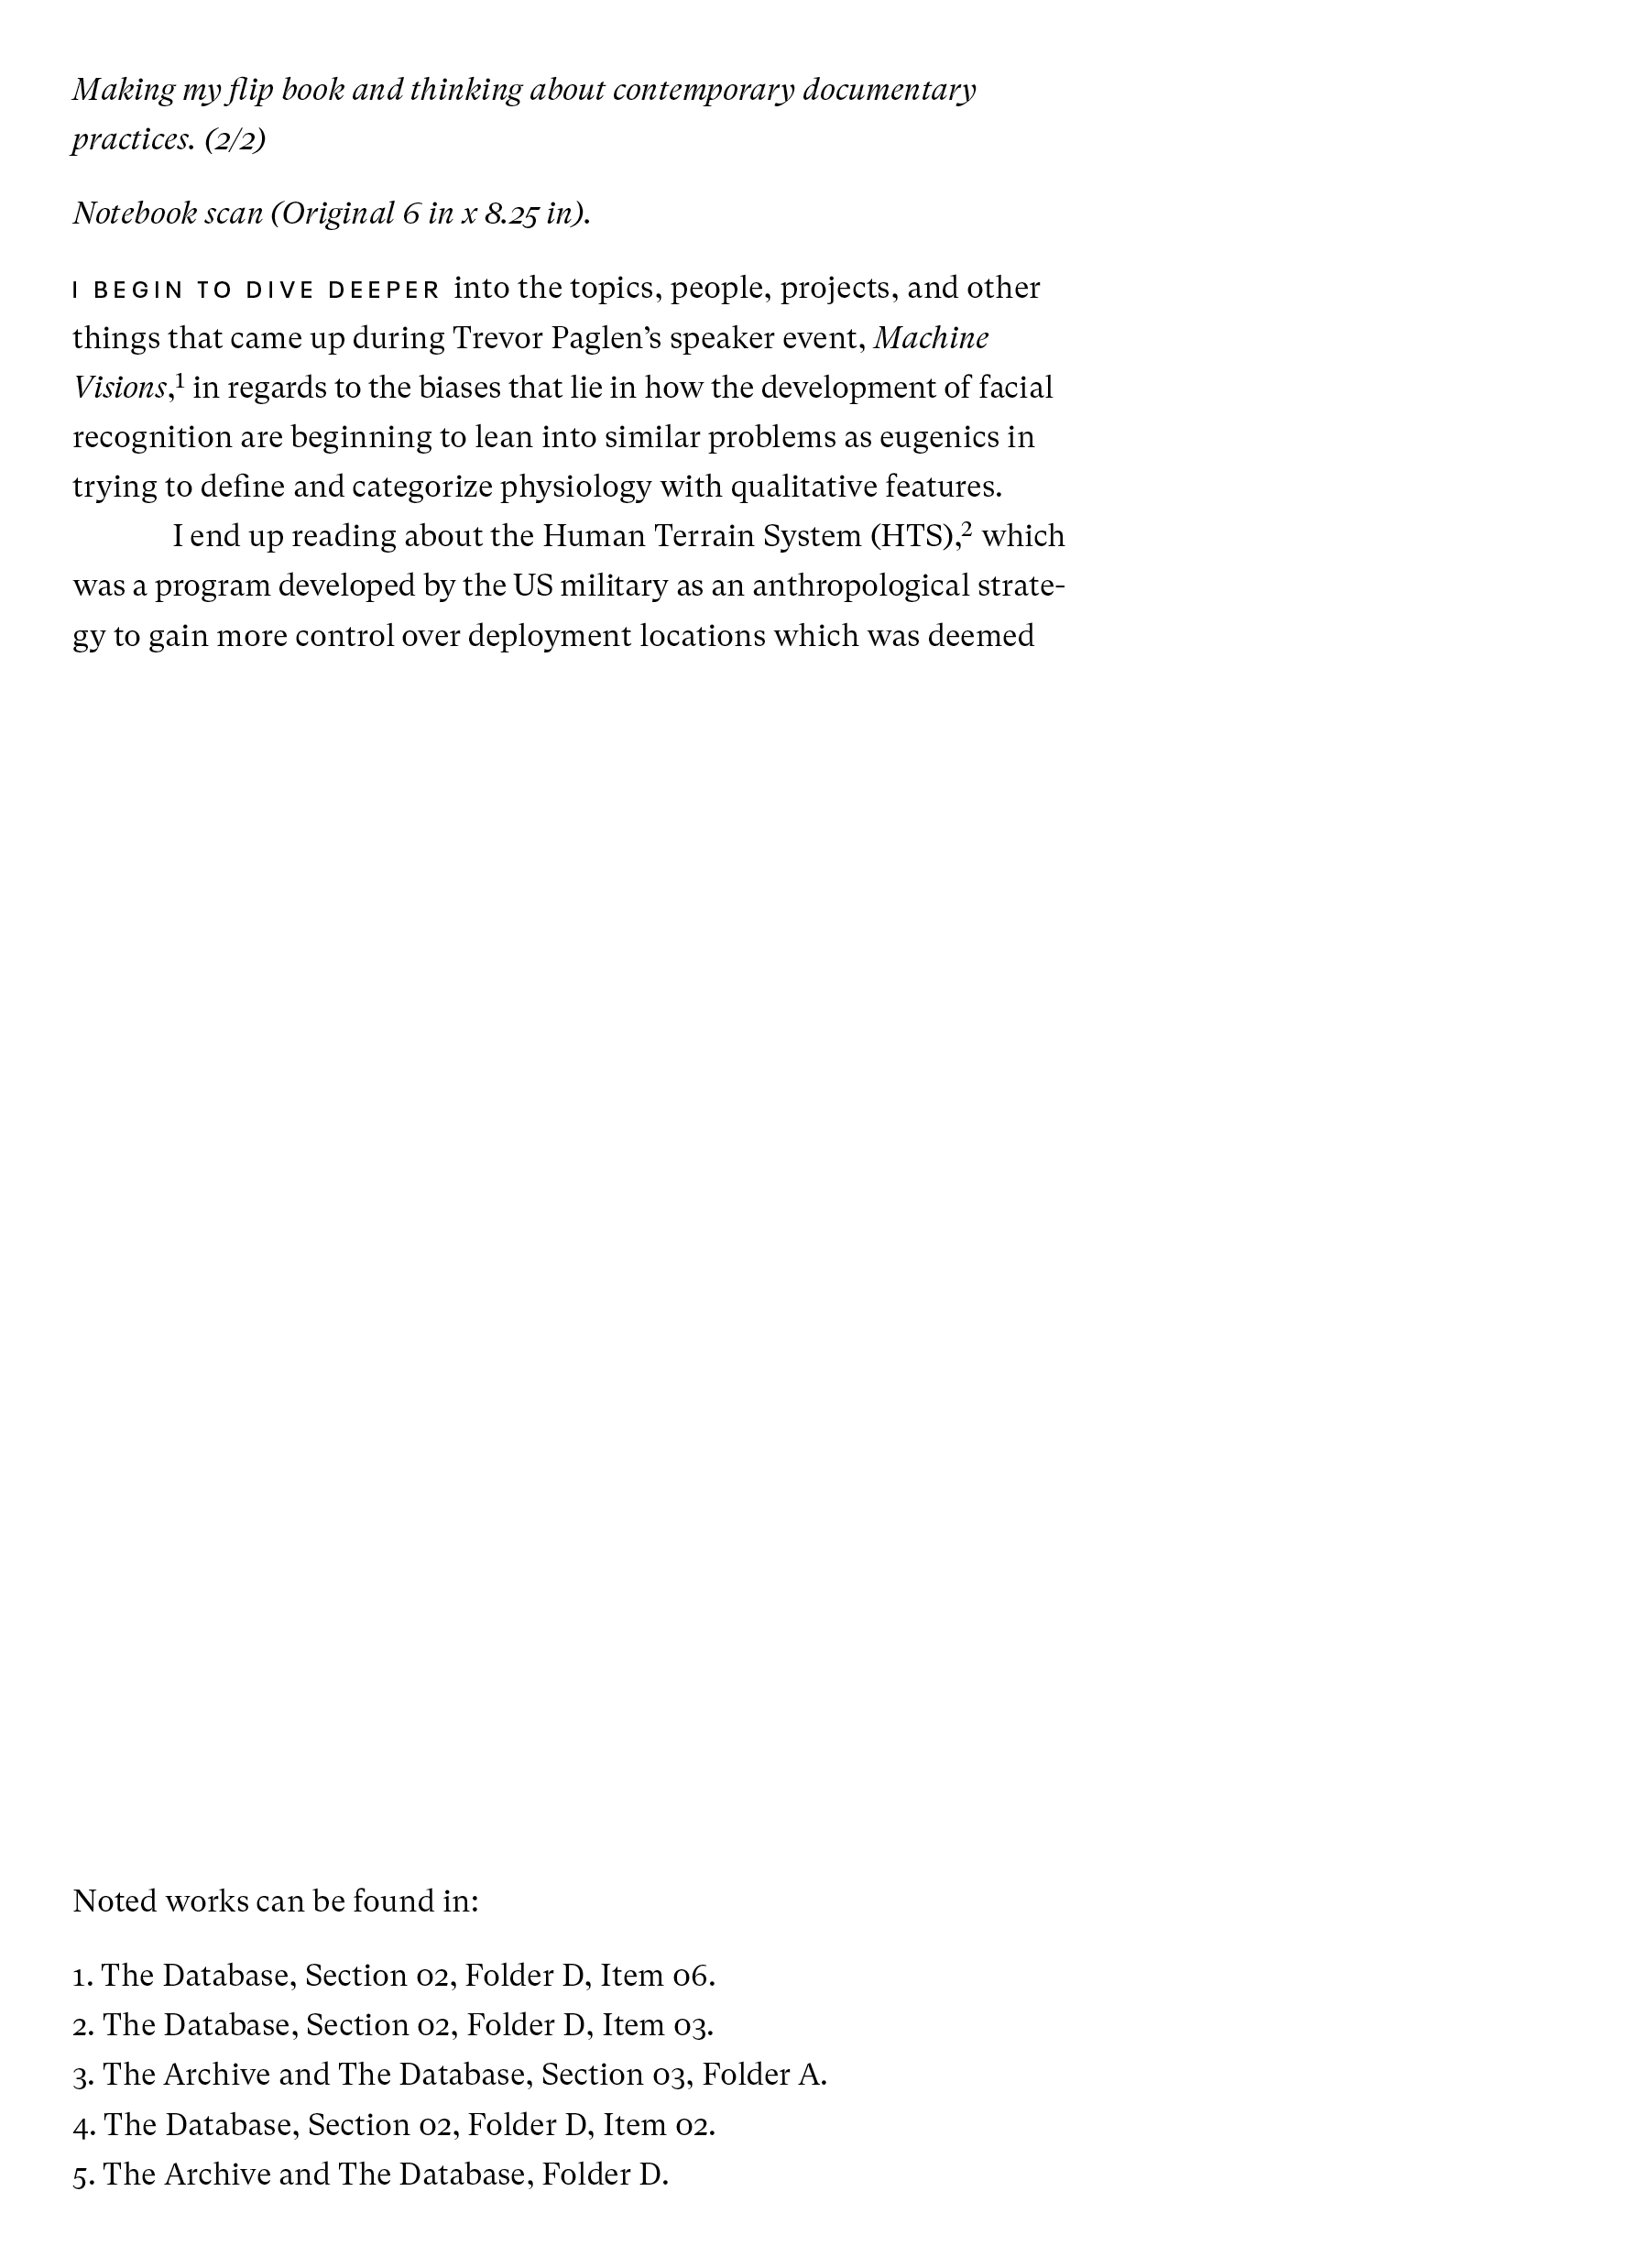 Making my flip book and thinking about contemporary documentary
practices. (2/2)
Notebook scan (Original 6 in x 8.25 in).
I BEGIN TO DIVE DEEPER into the topics, people, projects, and other
things that came up during Trevor Paglen’s speaker event, Machine
Visions,1 in regards to the biases that lie in how the development of facial
recognition are beginning to lean into similar problems as eugenics in
trying to define and categorize physiology with qualitative features.
I end up reading about the Human Terrain System (HTS),2 which
was a program developed by the US military as an anthropological strate-
gy to gain more control over deployment locations which was deemed
Noted works can be found in:
1. The Database, Section 02, Folder D, Item 06.
2. The Database, Section 02, Folder D, Item 03.
3. The Archive and The Database, Section 03, Folder A.
4. The Database, Section 02, Folder D, Item 02.
5. The Archive and The Database, Folder D.